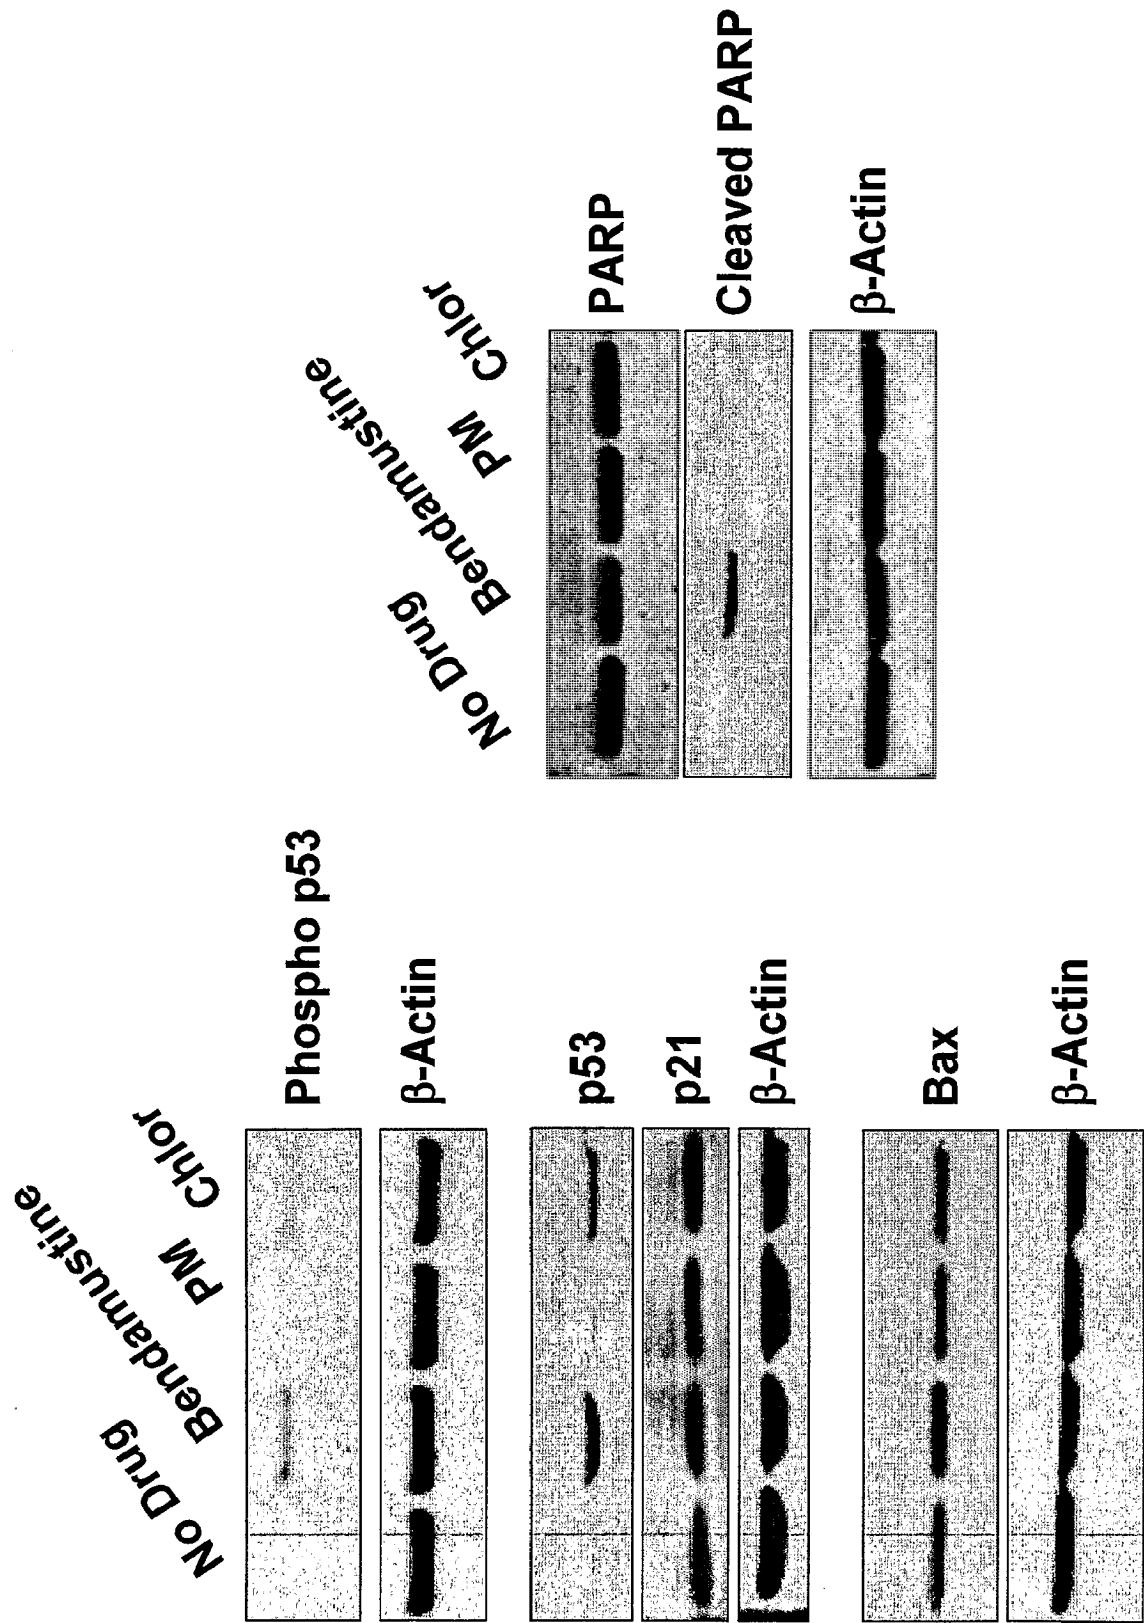 No Drug
Bendamustine
PM
Chlor
Phospho p53
β-Actin
p53
p21
β-Actin
Bax
β-Actin
No Drug
Bendamustine
PM
Chlor
PARP
Cleaved PARP
β-Actin